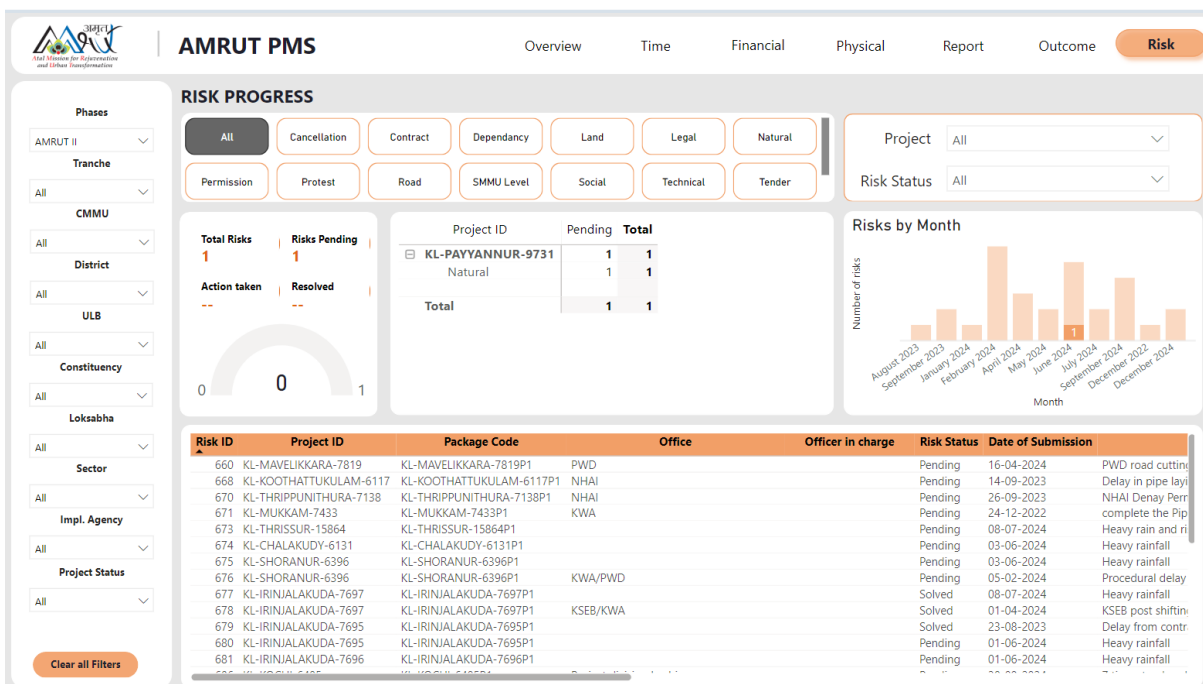 अमृत
Atal Mission for Rejuvenation
and Urban Transformation
AMRUT PMS
Overview Time Financial Physical Report Outcome Risk
RISK PROGRESS
Phases
AMRUT II
Tranche
All
CMMU
All
District
All
ULB
All
Constituency
All
Loksabha
All
Sector
All
Impl. Agency
All
Project Status
All
Clear all Filters
All Cancellation Contract Dependancy Land Legal Natural
Permission Protest Road SMMU Level Social Technical Tender
Project All
Risk Status All
Total Risks Risks Pending
1 1
Action taken Resolved
-- --
0 0 1
Project ID Pending Total
KL-PAYYANNUR-9731 1 1
Natural 1 1
Total 1 1
Risks by Month
Number of risks
1
August 2023 September 2023 January 2024 February 2024 April 2024 May 2024 June 2024 July 2024 September 2024 December 2022 December 2024
Month
Risk ID Project ID Package Code Office Officer in charge Risk Status Date of Submission
660 KL-MAVELIKKARA-7819 KL-MAVELIKKARA-7819P1 PWD Pending 16-04-2024 PWD road cutting
668 KL-KOOTHATTUKULAM-6117 KL-KOOTHATTUKULAM-6117P1 NHAI Pending 14-09-2023 Delay in pipe layi
670 KL-THRIPPUNITHURA-7138 KL-THRIPPUNITHURA-7138P1 NHAI Pending 26-09-2023 NHAI Denay Perr
671 KL-MUKKAM-7433 KL-MUKKAM-7433P1 KWA Pending 24-12-2022 complete the Pip
673 KL-THRISSUR-15864 KL-THRISSUR-15864P1 Pending 08-07-2024 Heavy rain and ri
674 KL-CHALAKUDY-6131 KL-CHALAKUDY-6131P1 Pending 03-06-2024 Heavy rainfall
675 KL-SHORANUR-6396 KL-SHORANUR-6396P1 Pending 03-06-2024 Heavy rainfall
676 KL-SHORANUR-6396 KL-SHORANUR-6396P1 KWA/PWD Pending 05-02-2024 Procedural delay
677 KL-IRINJALAKUDA-7697 KL-IRINJALAKUDA-7697P1 Solved 08-07-2024 Heavy rainfall
678 KL-IRINJALAKUDA-7697 KL-IRINJALAKUDA-7697P1 KSEB/KWA Solved 01-04-2024 KSEB post shifting
679 KL-IRINJALAKUDA-7695 KL-IRINJALAKUDA-7695P1 Solved 23-08-2023 Delay from contr
680 KL-IRINJALAKUDA-7695 KL-IRINJALAKUDA-7695P1 Pending 01-06-2024 Heavy rainfall
681 KL-IRINJALAKUDA-7696 KL-IRINJALAKUDA-7696P1 Pending 01-06-2024 Heavy rainfall